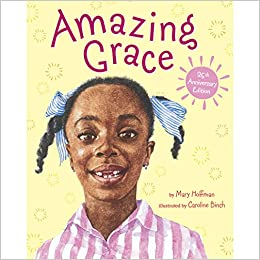 Amazing
Grace
25th
Anniversary
Edition
by Mary Hoffman
illustrated by Caroline Binch